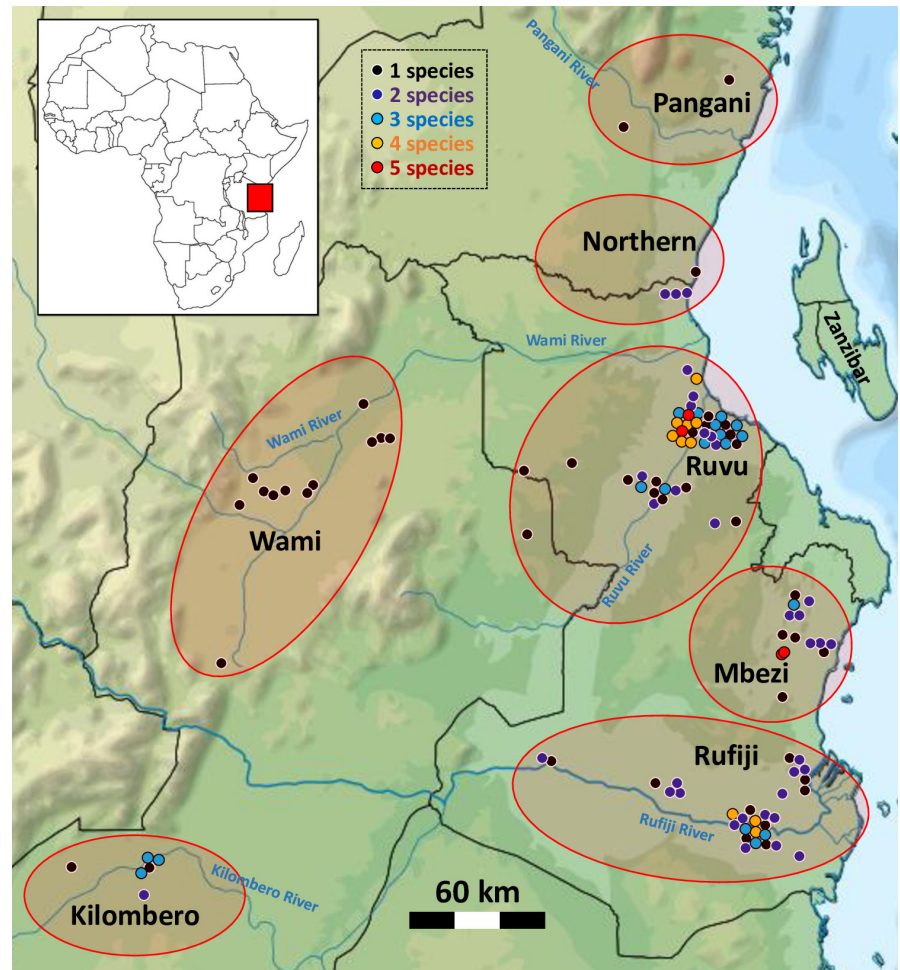 Pangani River
1 species
2 species
3 species
4 species
5 species
Pangani
Northern
Zanzibar
Wami River
Wami River
Ruvu
Wami
Ruvu River
Mbezi
Rufiji
Rufiji River
Kilombero River
60 km
Kilombero